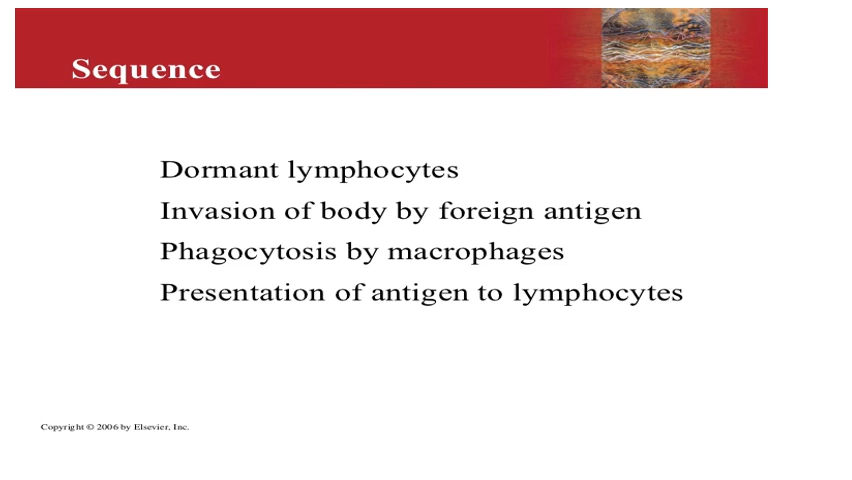 Sequence
Dormant lymphocytes
Invasion of body by foreign antigen
Phagocytosis by macrophages
Presentation of antigen to lymphocytes
Copyright © 2006 by Elsevier, Inc.